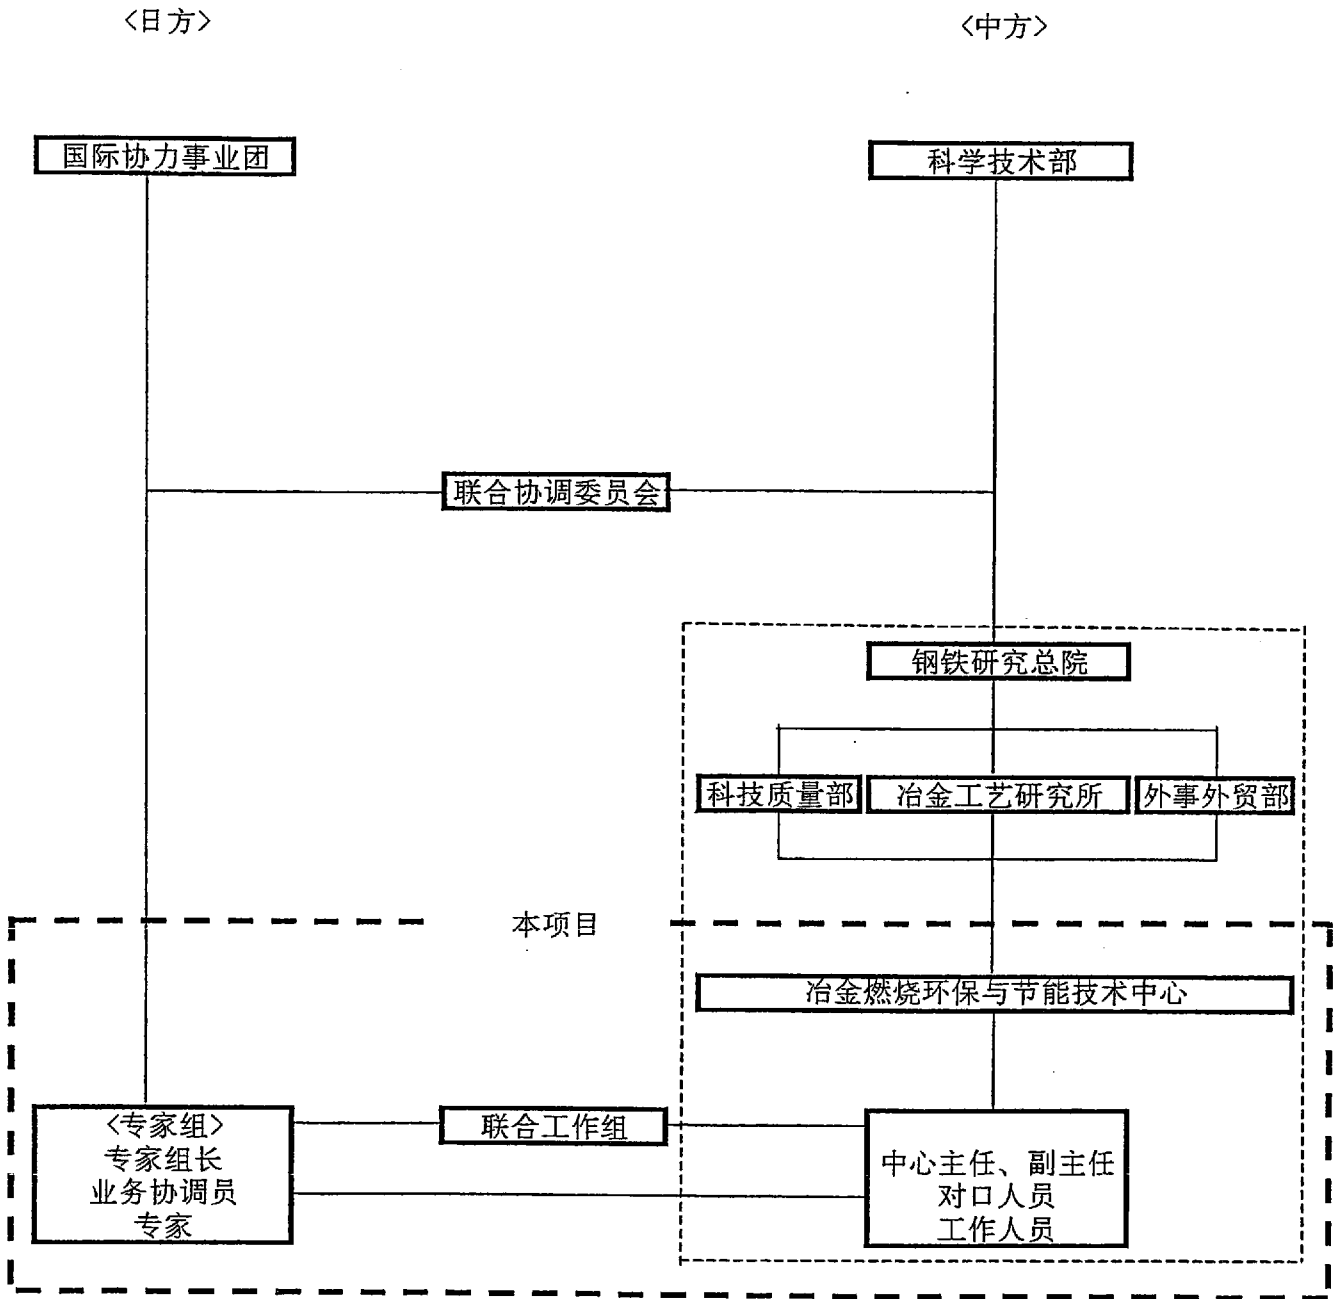 <日方>
<中方>
国际协力事业团
科学技术部
联合协调委员会
钢铁研究总院
科技质量部
冶金工艺研究所
外事外贸部
本项目
冶金燃烧环保与节能技术中心
<专家组>
专家组长
业务协调员
专家
联合工作组
中心主任、副主任
对口人员
工作人员